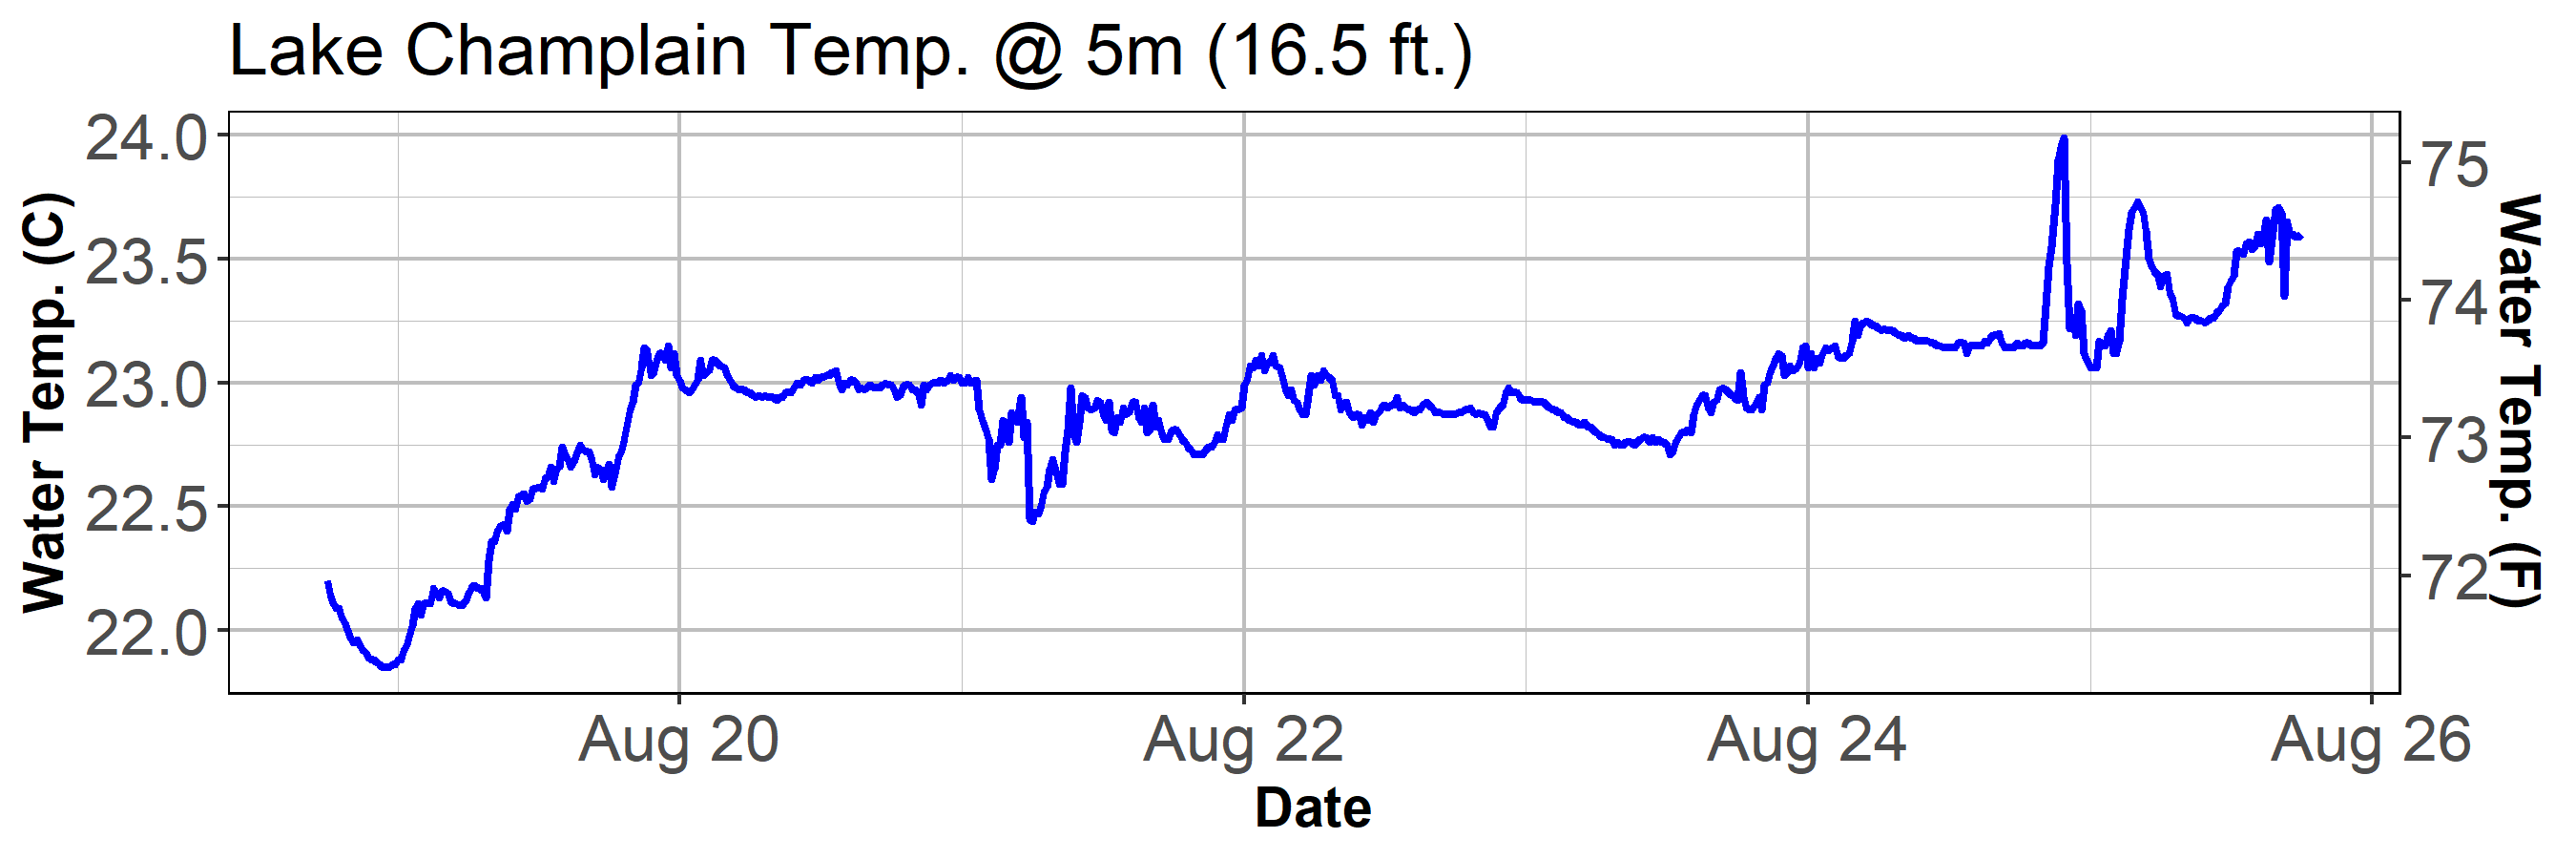 Lake Champlain Temp. @ 5m (16.5 ft.)
Water Temp. (C)
24.0
23.5
23.0
22.5
22.0
75
74
73
72
Water Temp. (F)
Aug 20 Aug 22 Aug 24 Aug 26
Date